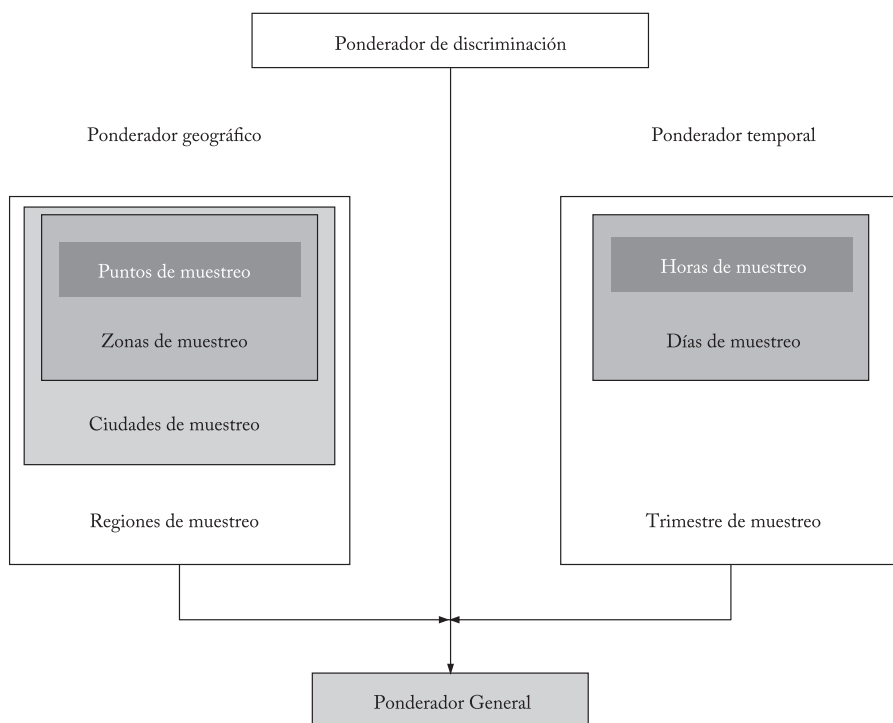 Ponderador de discriminación
Ponderador geográfico
Ponderador temporal
Puntos de muestreo
Zonas de muestreo
Ciudades de muestreo
Regiones de muestreo
Horas de muestreo
Días de muestreo
Trimestre de muestreo
Ponderador General